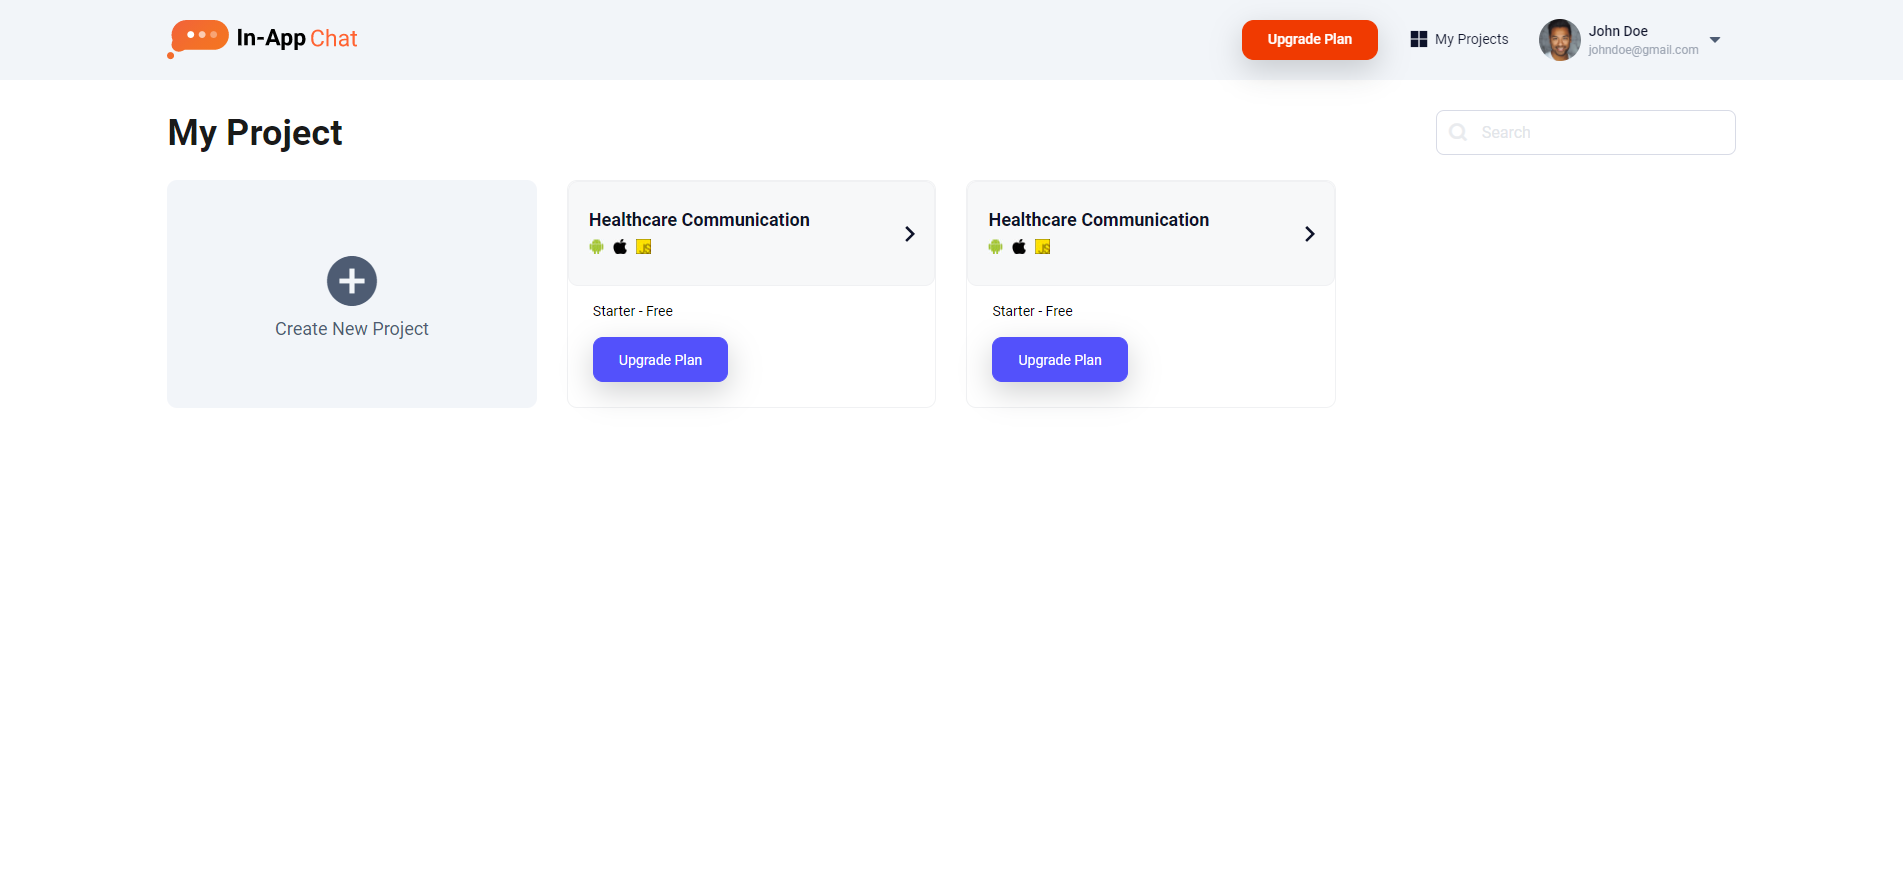 In-App Chat
Upgrade Plan
My Projects
John Doe
johndoe@gmail.com
My Project
Search
Create New Project
Healthcare Communication
JS
Starter - Free
Upgrade Plan
Healthcare Communication
JS
Starter - Free
Upgrade Plan